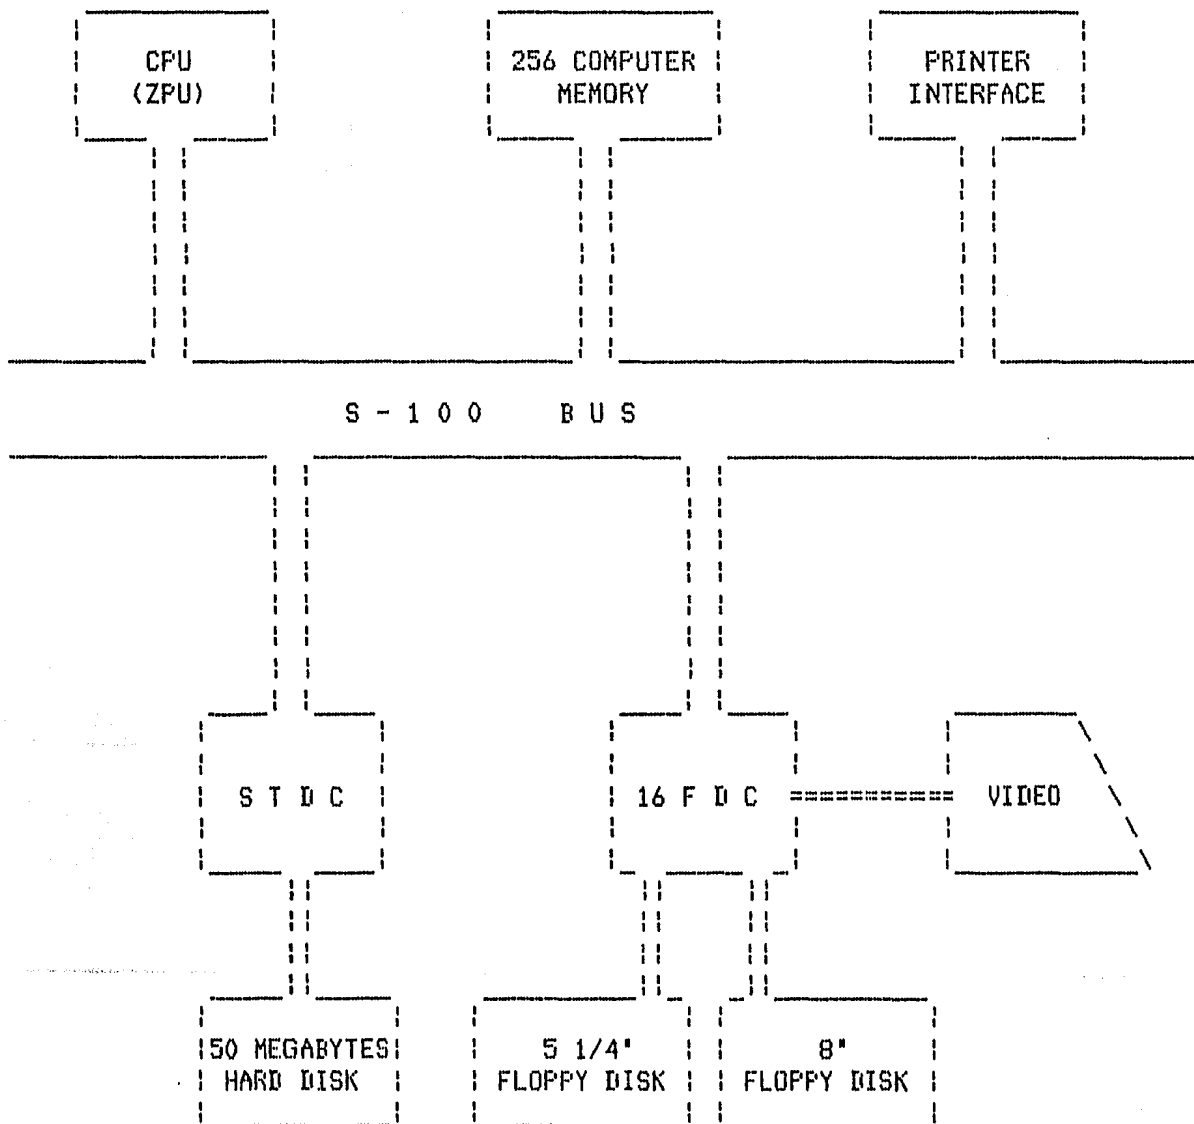 CPU
(ZPU)
256 COMPUTER
MEMORY
PRINTER
INTERFACE
S - 1 0 0 B U S
S T D C
16 F D C
VIDEO
50 MEGABYTES
HARD DISK
5 1/4"
FLOPPY DISK
8"
FLOPPY DISK